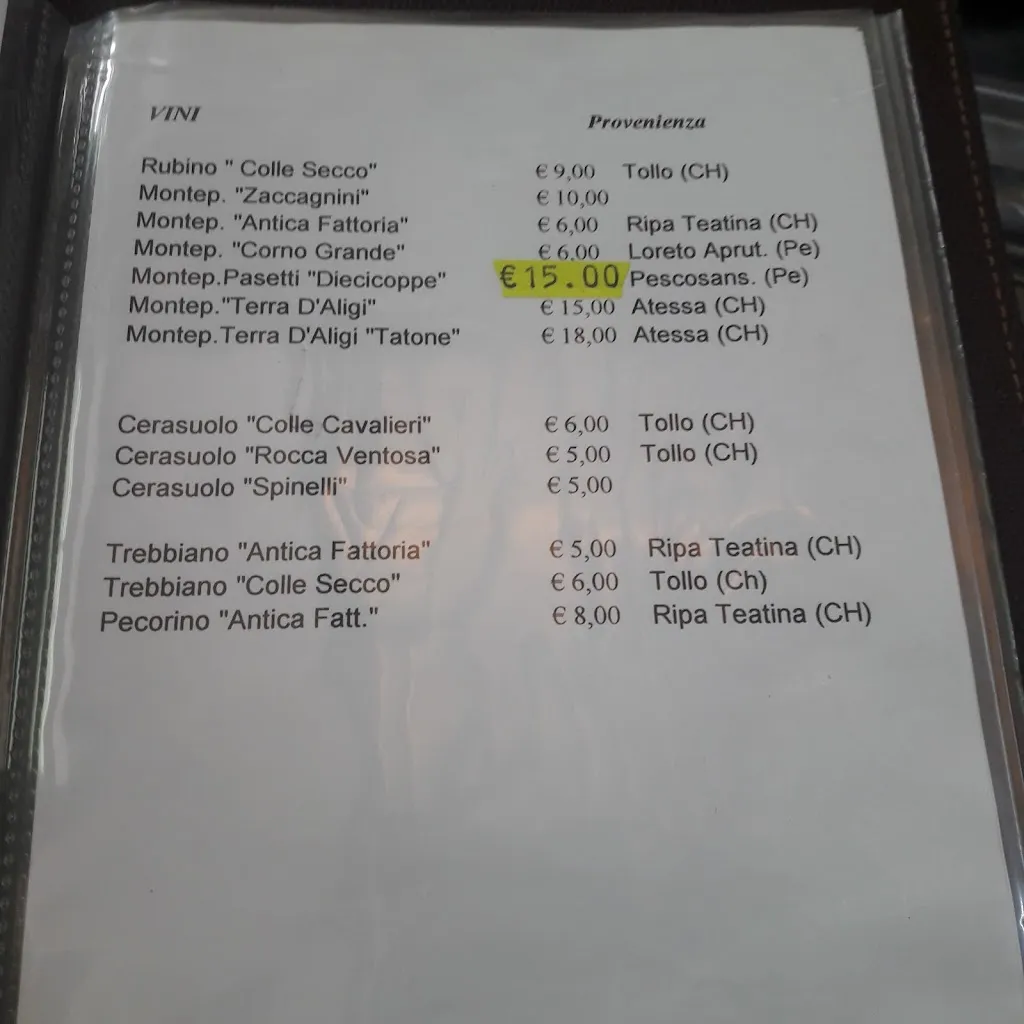 VINI Provenienza
Rubino " Colle Secco" € 9,00 Tollo (CH)
Montep. "Zaccagnini" € 10,00
Montep. "Antica Fattoria" € 6,00 Ripa Teatina (CH)
Montep. "Corno Grande" € 6,00 Loreto Aprut. (Pe)
Montep.Pasetti "Diecicoppe" €15.00 Pescosans. (Pe)
Montep."Terra D'Aligi" € 15,00 Atessa (CH)
Montep.Terra D'Aligi "Tatone" € 18,00 Atessa (CH)
Cerasuolo "Colle Cavalieri" € 6,00 Tollo (CH)
Cerasuolo "Rocca Ventosa" € 5,00 Tollo (CH)
Cerasuolo "Spinelli" € 5,00
Trebbiano "Antica Fattoria" € 5,00 Ripa Teatina (CH)
Trebbiano "Colle Secco" € 6,00 Tollo (Ch)
Pecorino "Antica Fatt." € 8,00 Ripa Teatina (CH)